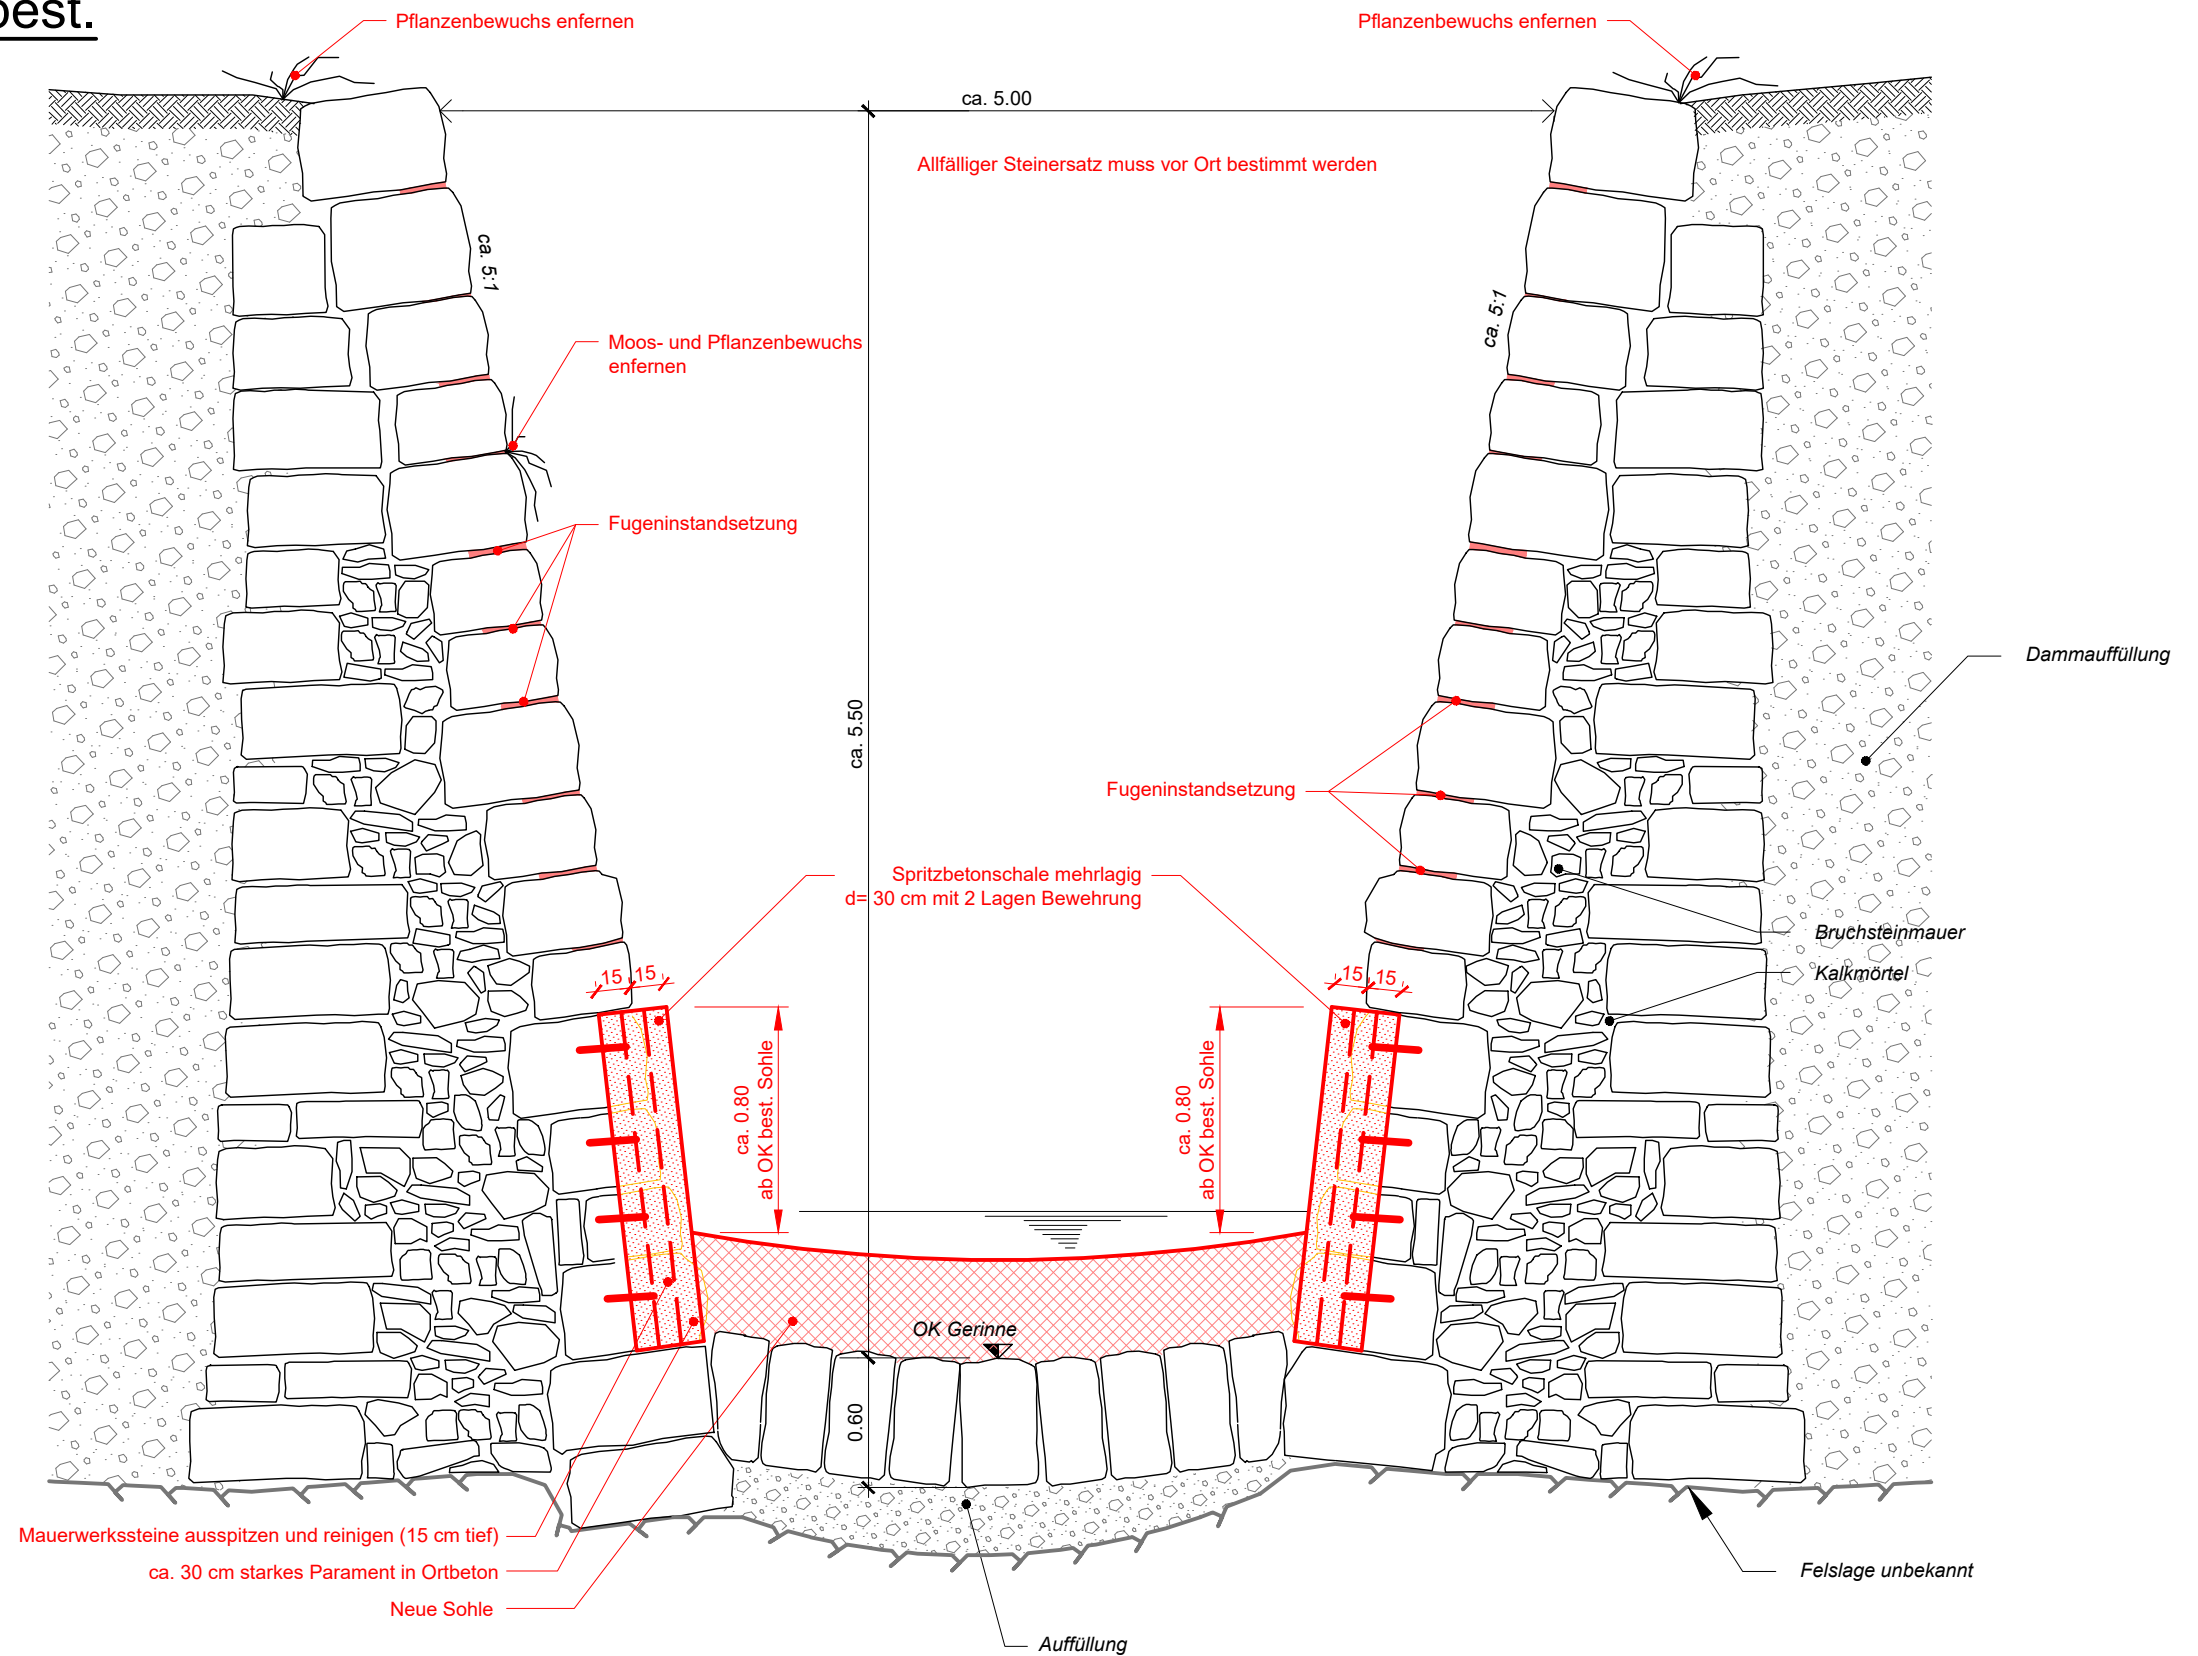 best.
Pflanzenbewuchs enfernen
Pflanzenbewuchs enfernen
ca. 5.00
Allfälliger Steinersatz muss vor Ort bestimmt werden
ca. 5:1
ca. 5:1
Moos- und Pflanzenbewuchs
enfernen
Fugeninstandsetzung
Dammauffüllung
ca. 5.50
Fugeninstandsetzung
Spritzbetonschale mehrlagig
d= 30 cm mit 2 Lagen Bewehrung
Bruchsteinmauer
Kalkmörtel
15 15
15 15
ca. 0.80
ab OK best. Sohle
ca. 0.80
ab OK best. Sohle
OK Gerinne
0.60
Mauerwerkssteine ausspitzen und reinigen (15 cm tief)
ca. 30 cm starkes Parament in Ortbeton
Neue Sohle
Felslage unbekannt
Auffüllung